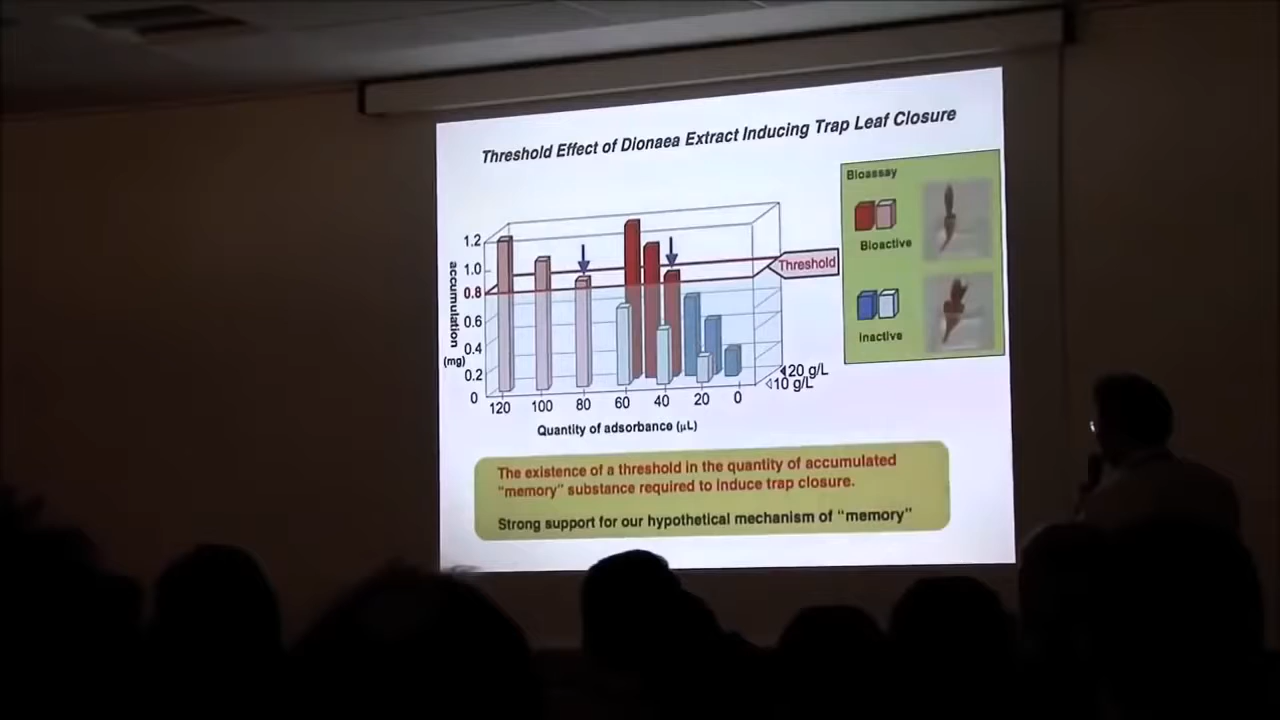 Threshold Effect of Dionaea Extract Inducing Trap Leaf Closure
Bioassay
Bioactive
Inactive
Threshold
accumulation
(mg)
1.2
1.0
0.8
0.6
0.4
0.2
0
120 100 80 60 40 20 0
20 g/L
10 g/L
Quantity of adsorbance (μL)
The existence of a threshold in the quantity of accumulated
"memory" substance required to induce trap closure.
Strong support for our hypothetical mechanism of "memory"